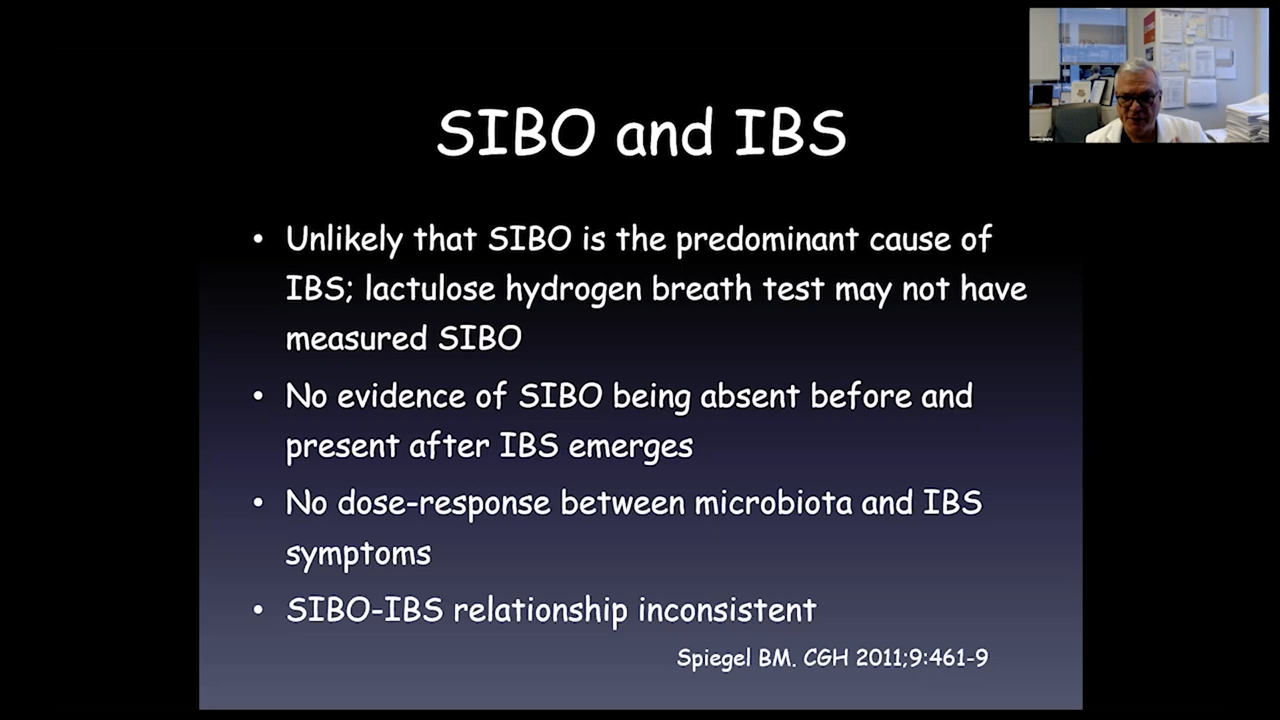 SIBO and IBS
• Unlikely that SIBO is the predominant cause of
IBS; lactulose hydrogen breath test may not have
measured SIBO
• No evidence of SIBO being absent before and
present after IBS emerges
• No dose-response between microbiota and IBS
symptoms
• SIBO-IBS relationship inconsistent
Spiegel BM. CGH 2011;9:461-9